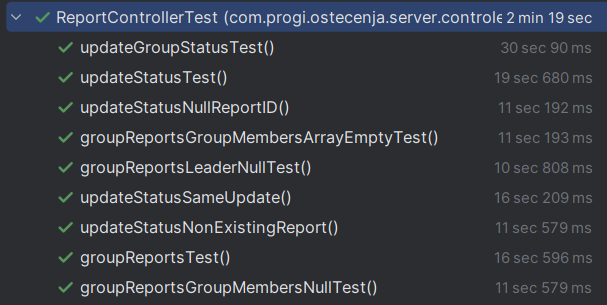 ReportControllerTest (com.progi.ostecenja.server.controle 2 min 19 sec
updateGroupStatusTest() 30 sec 90 ms
updateStatusTest() 19 sec 680 ms
updateStatusNullReportID() 11 sec 192 ms
groupReportsGroupMembersArrayEmptyTest() 11 sec 193 ms
groupReportsLeaderNullTest() 10 sec 808 ms
updateStatusSameUpdate() 16 sec 209 ms
updateStatusNonExistingReport() 11 sec 579 ms
groupReportsTest() 16 sec 596 ms
groupReportsGroupMembersNullTest() 11 sec 579 ms